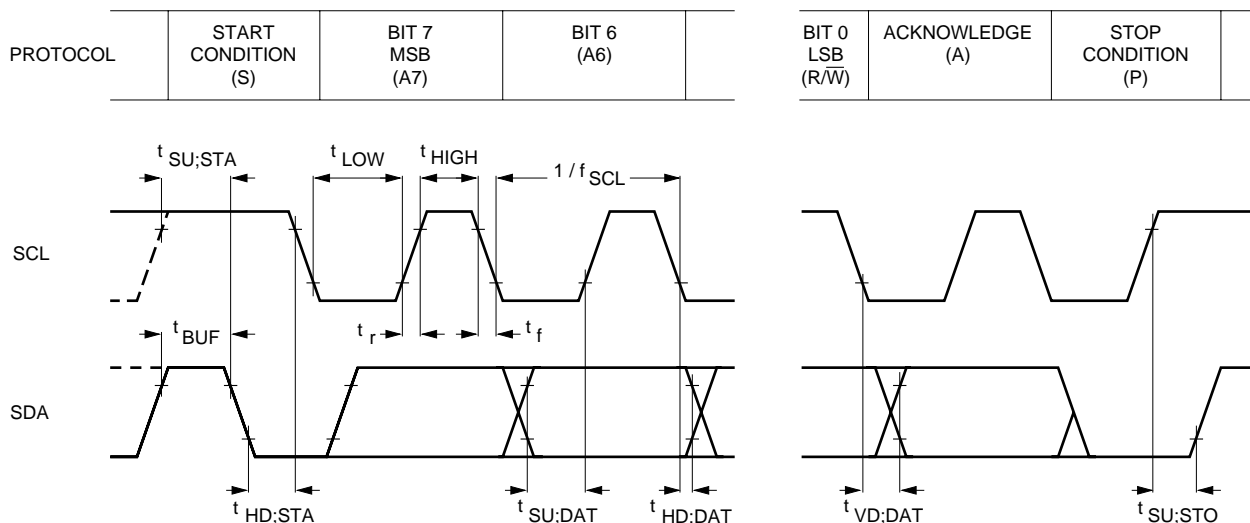 PROTOCOL
START
CONDITION
(S)
BIT 7
MSB
(A7)
BIT 6
(A6)
BIT 0
LSB
(R/W̅)
ACKNOWLEDGE
(A)
STOP
CONDITION
(P)
t SU;STA
t LOW
t HIGH
1 / f SCL
SCL
t BUF
t r
t f
SDA
t HD;STA
t SU;DAT
t HD;DAT
t VD;DAT
t SU;STO